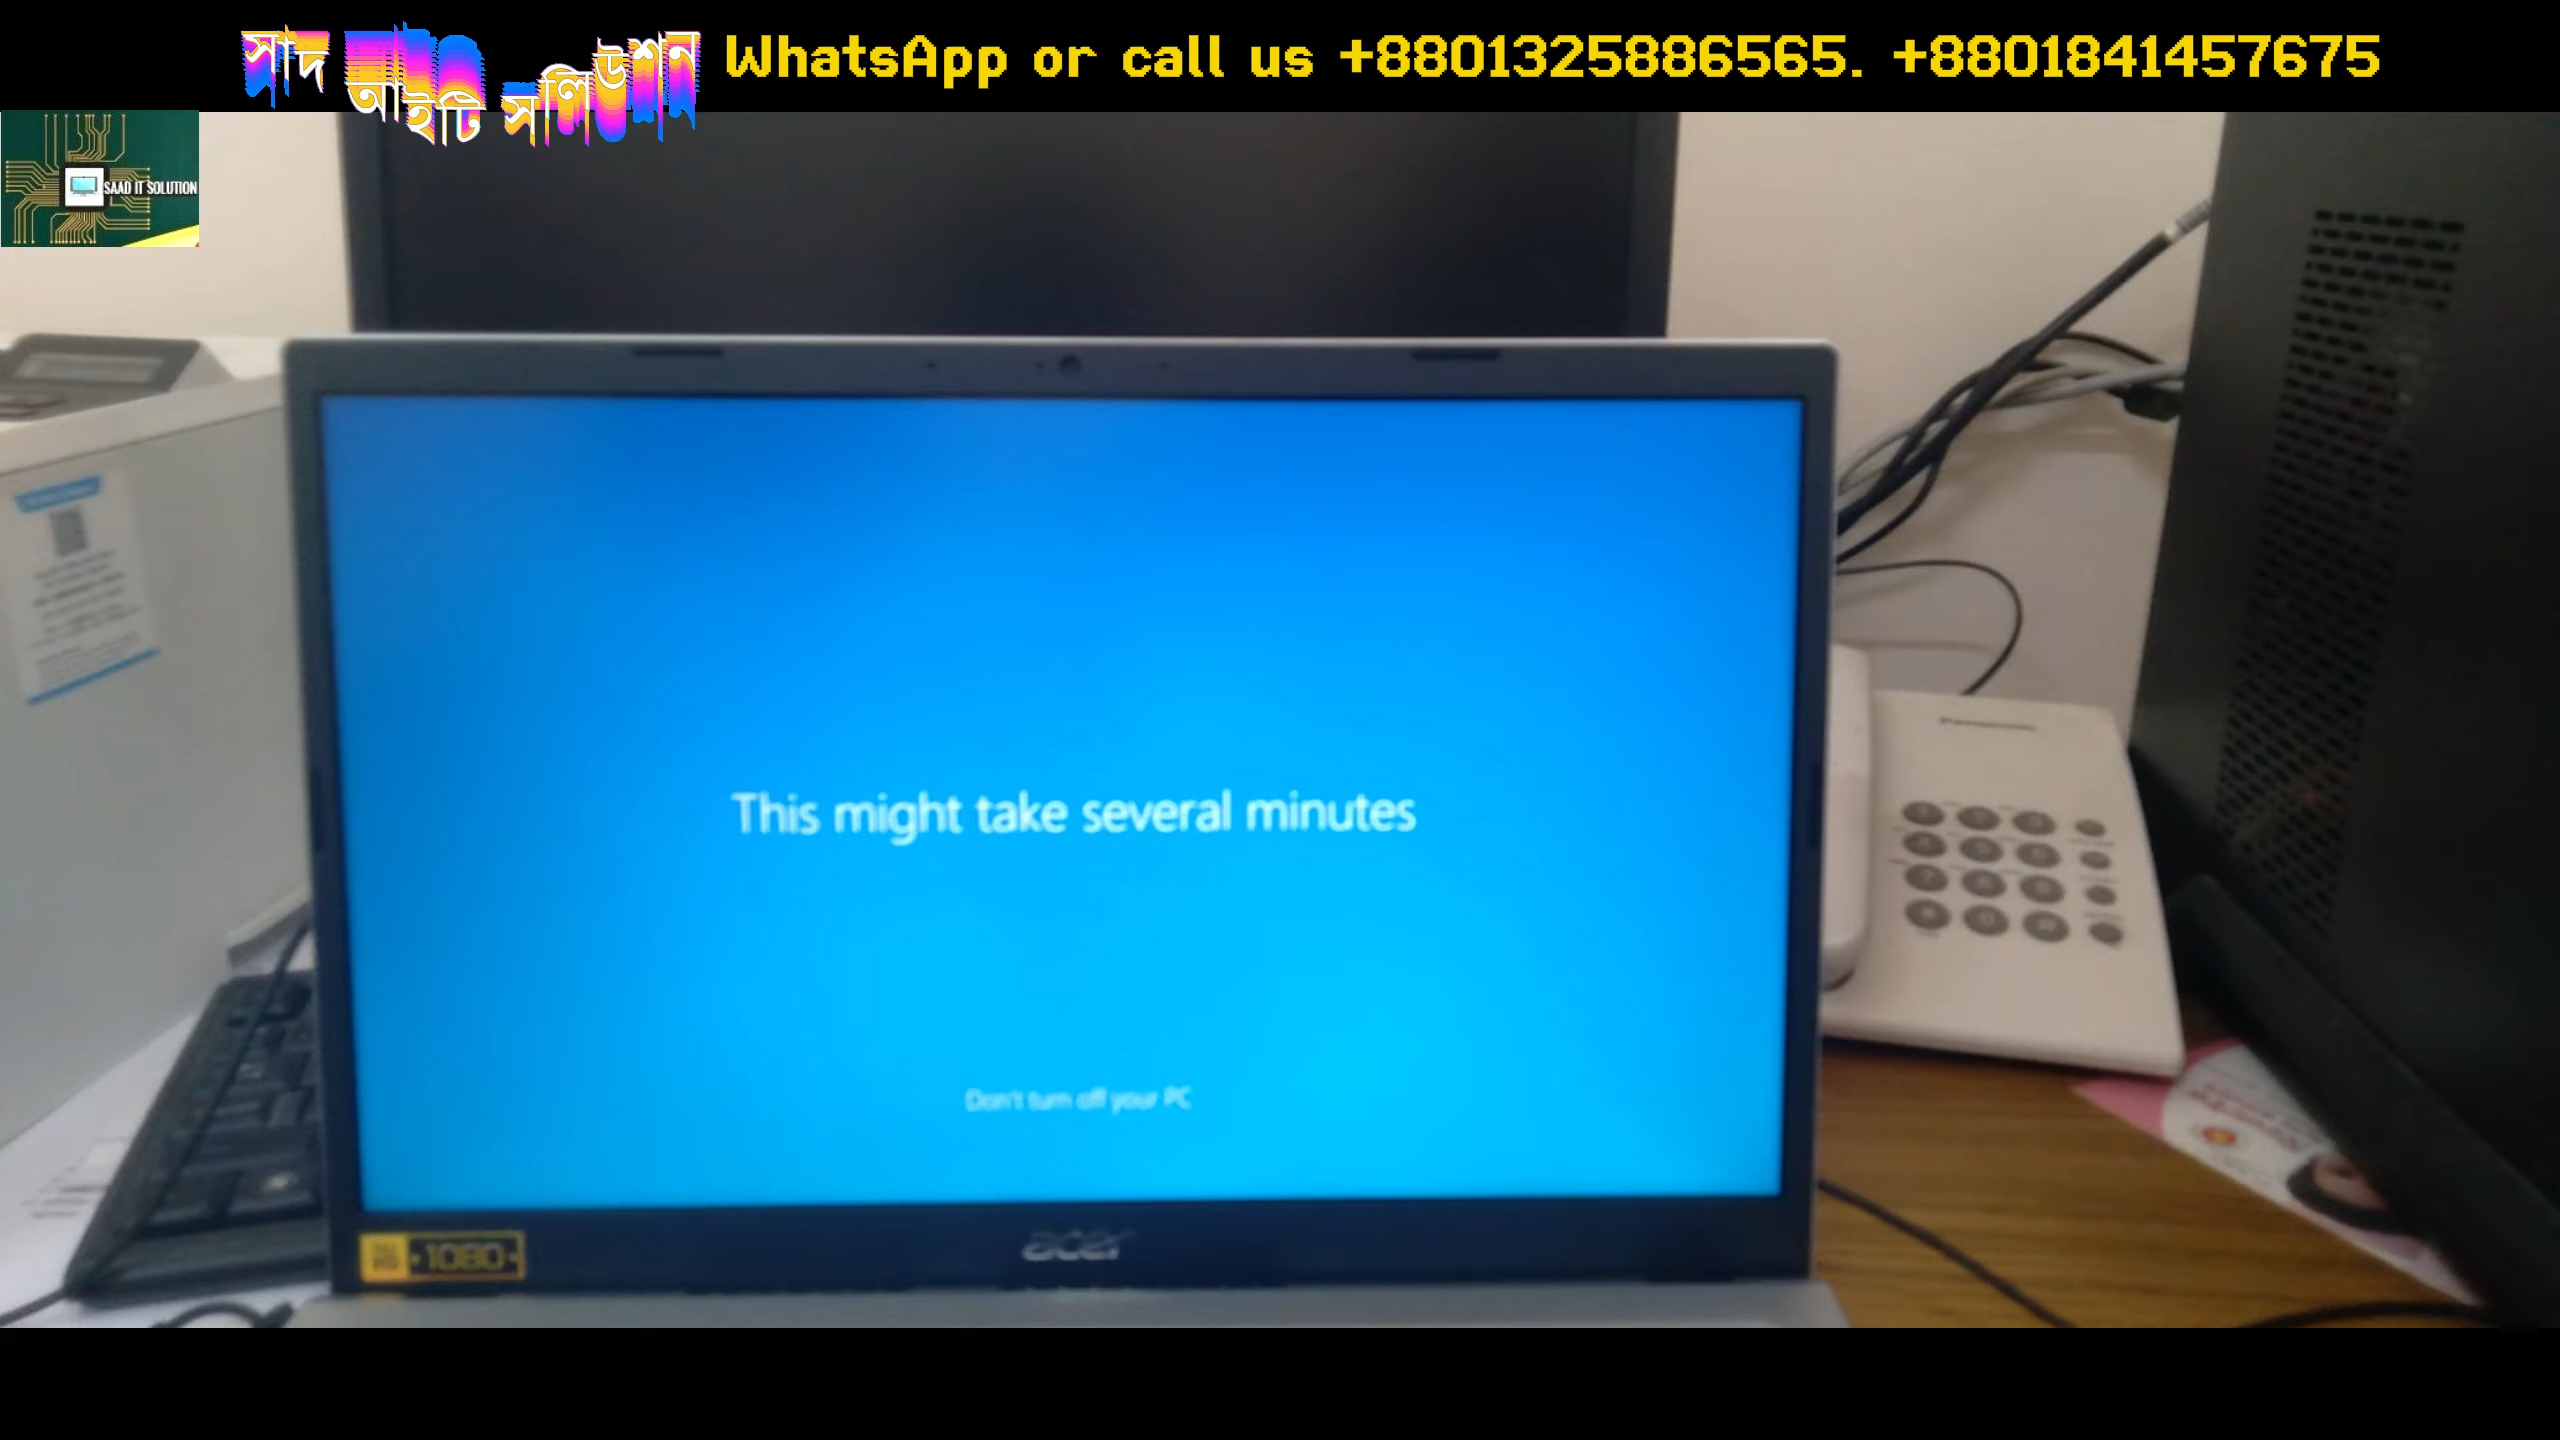 সাদ আইটি সলিউশন
WhatsApp or call us +8801325886565. +8801841457675
SAAD IT SOLUTION
This might take several minutes
Don't turn off your PC
1080
acer
Panasonic